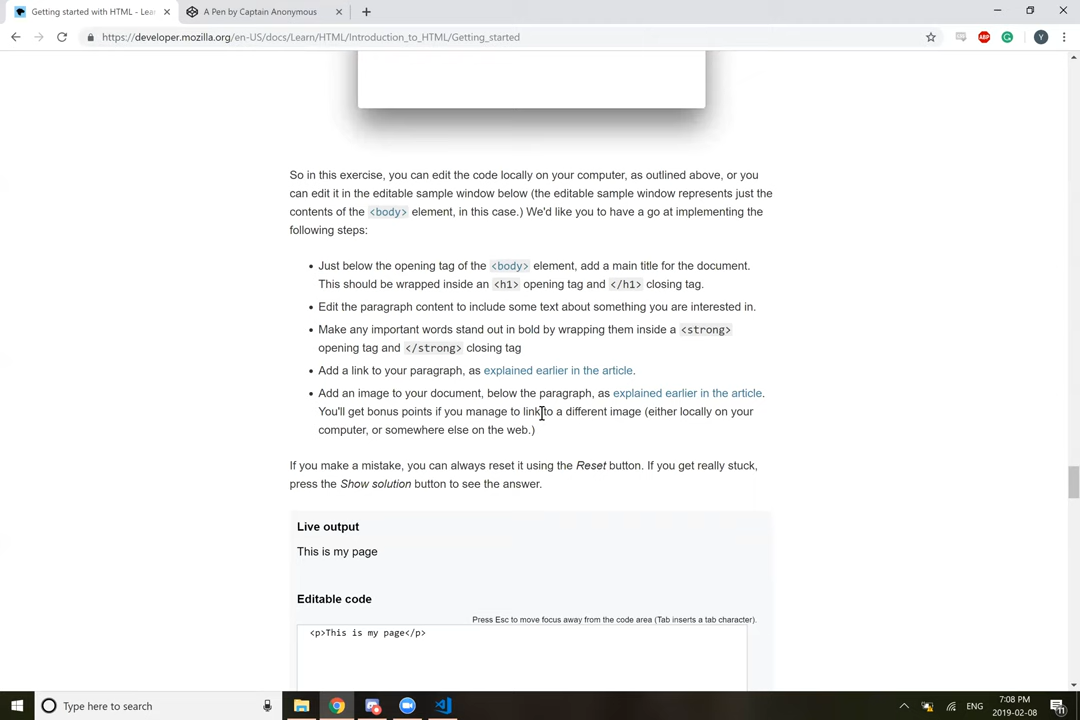 Getting started with HTML - Lea
A Pen by Captain Anonymous
https://developer.mozilla.org/en-US/docs/Learn/HTML/Introduction_to_HTML/Getting_started
ABP
G
Y
So in this exercise, you can edit the code locally on your computer, as outlined above, or you
can edit it in the editable sample window below (the editable sample window represents just the
contents of the <body> element, in this case.) We'd like you to have a go at implementing the
following steps:
• Just below the opening tag of the <body> element, add a main title for the document.
This should be wrapped inside an <h1> opening tag and </h1> closing tag.
• Edit the paragraph content to include some text about something you are interested in.
• Make any important words stand out in bold by wrapping them inside a <strong>
opening tag and </strong> closing tag
• Add a link to your paragraph, as explained earlier in the article.
• Add an image to your document, below the paragraph, as explained earlier in the article.
You'll get bonus points if you manage to link to a different image (either locally on your
computer, or somewhere else on the web.)
If you make a mistake, you can always reset it using the Reset button. If you get really stuck,
press the Show solution button to see the answer.
Live output
This is my page
Editable code
Press Esc to move focus away from the code area (Tab inserts a tab character).
<p>This is my page</p>
Type here to search
ENG
7:08 PM
2019-02-08